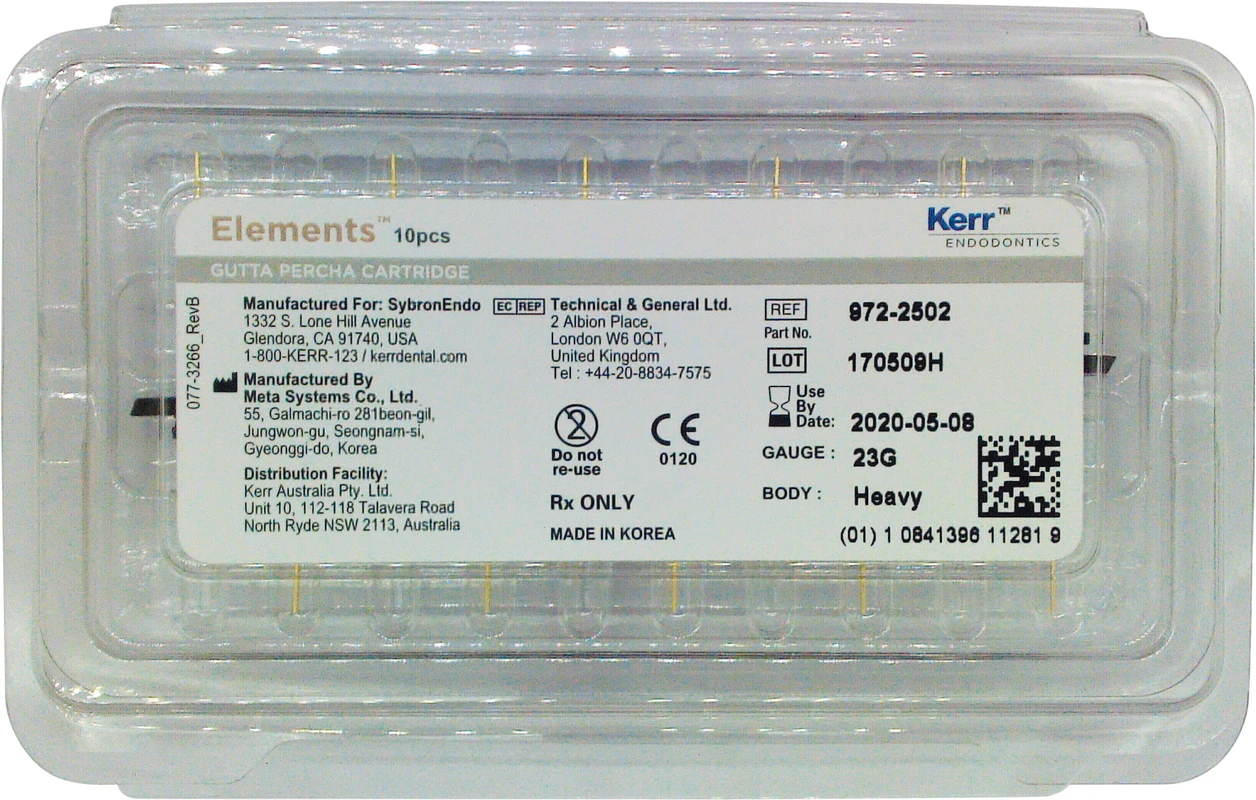 Elements™ 10pcs
Kerr™
ENDODONTICS
GUTTA PERCHA CARTRIDGE
077-3266_RevB
Manufactured For: SybronEndo
1332 S. Lone Hill Avenue
Glendora, CA 91740, USA
1-800-KERR-123 / kerrdental.com
Manufactured By
Meta Systems Co., Ltd.
55, Galmachi-ro 281beon-gil,
Jungwon-gu, Seongnam-si,
Gyeonggi-do, Korea
Distribution Facility:
Kerr Australia Pty. Ltd.
Unit 10, 112-118 Talavera Road
North Ryde NSW 2113, Australia
EC REP Technical & General Ltd.
2 Albion Place,
London W6 0QT,
United Kingdom
Tel : +44-20-8834-7575
2
Do not
re-use
CE
0120
Rx ONLY
MADE IN KOREA
REF 972-2502
Part No.
LOT 170509H
Use
By
Date: 2020-05-08
GAUGE : 23G
BODY : Heavy
(01) 1 0841396 11281 9